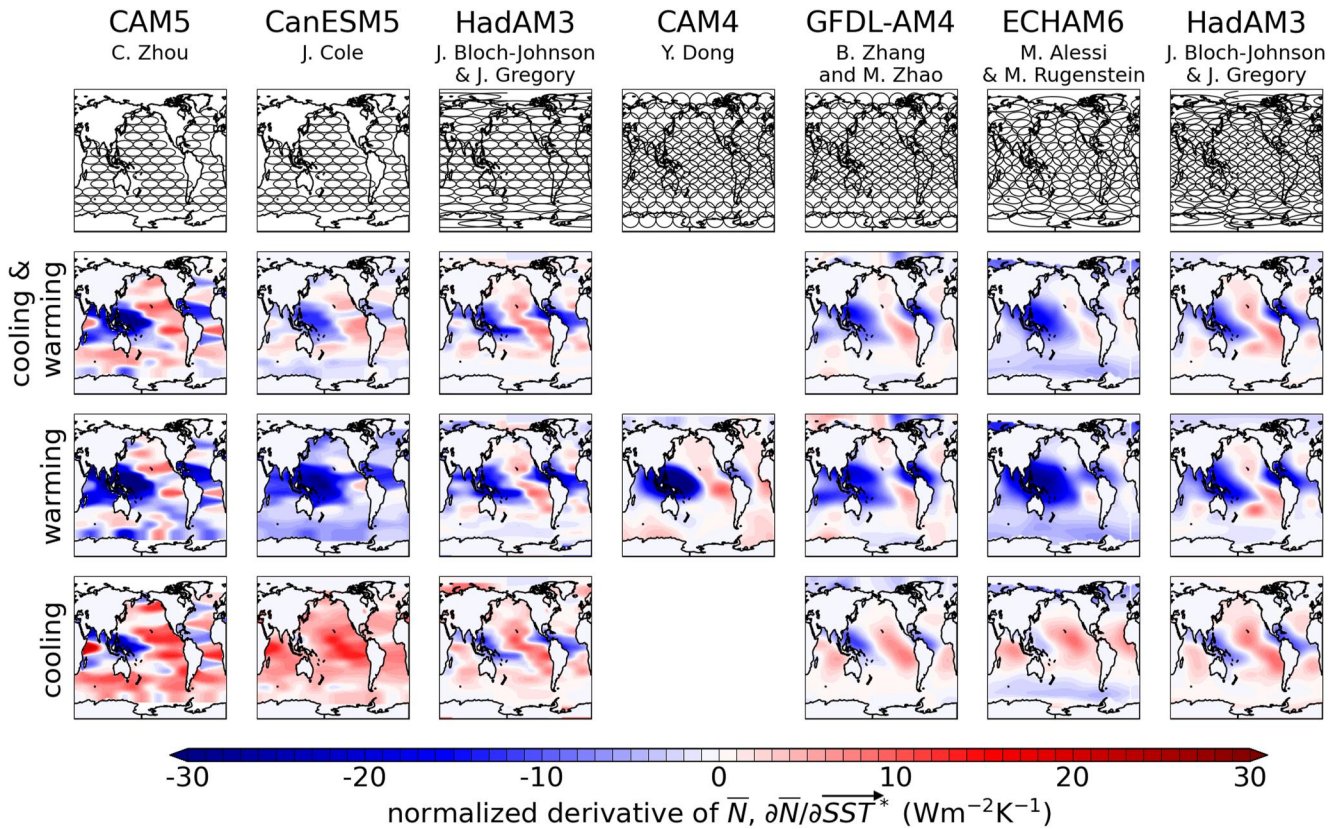 CAM5 CanESM5 HadAM3 CAM4 GFDL-AM4 ECHAM6 HadAM3
C. Zhou J. Cole J. Bloch-Johnson Y. Dong B. Zhang M. Alessi J. Bloch-Johnson
& J. Gregory and M. Zhao & M. Rugenstein & J. Gregory
cooling &
warming
warming
cooling
-30 -20 -10 0 10 20 30
normalized derivative of N̅, ∂N̅/∂S⃗S⃗T⃗* (Wm⁻²K⁻¹)